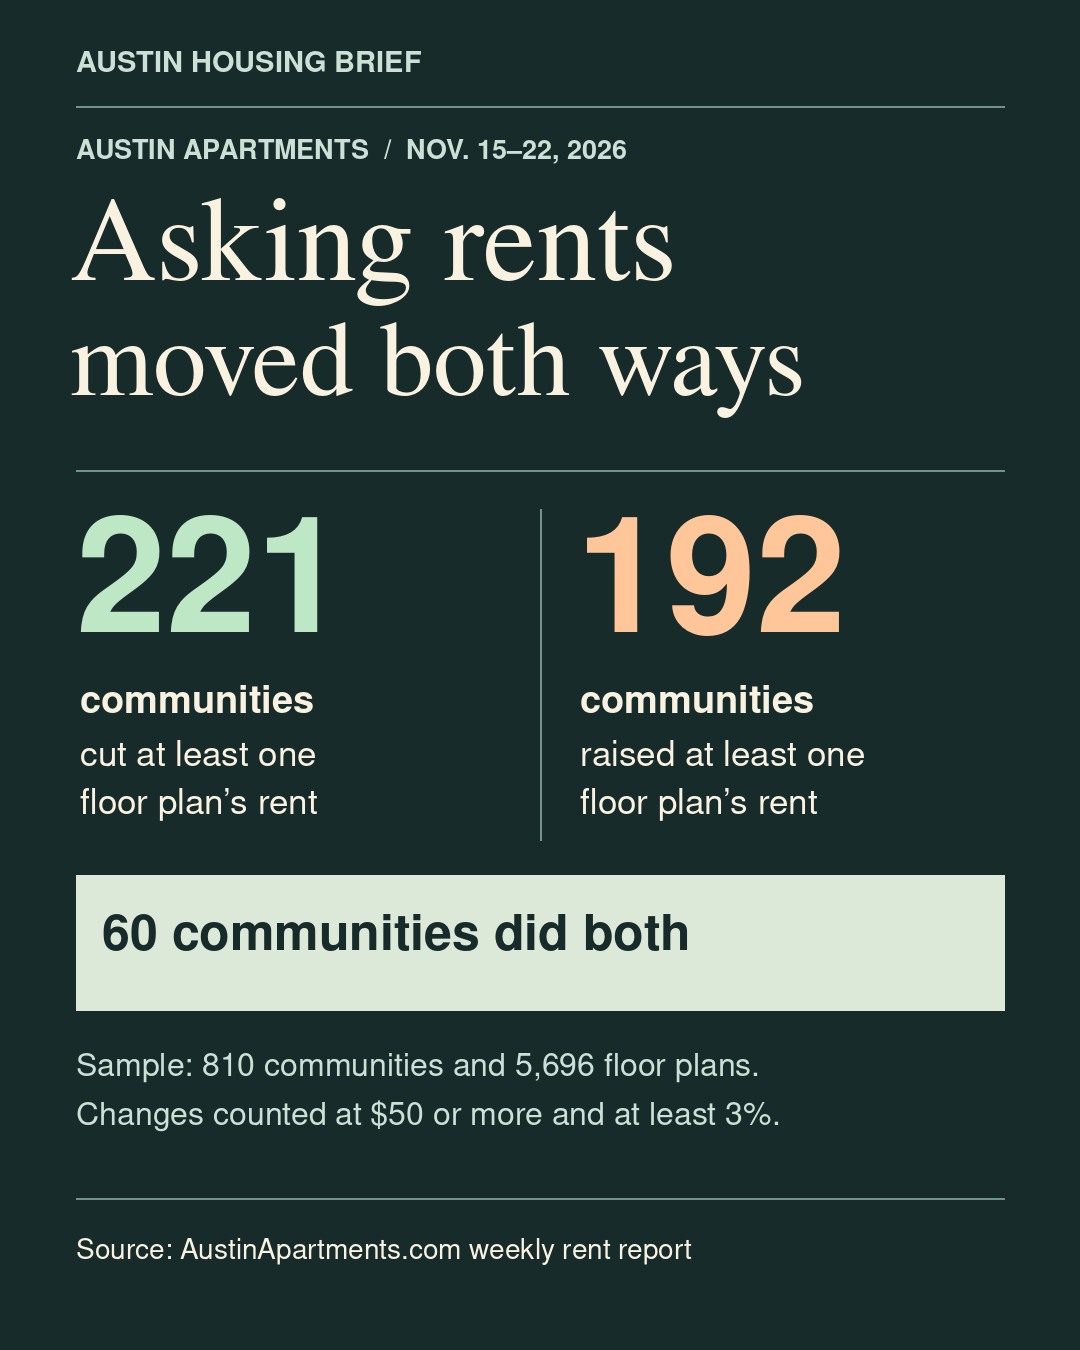 AUSTIN HOUSING BRIEF
AUSTIN APARTMENTS / NOV. 15–22, 2026
Asking rents
moved both ways
221
communities
cut at least one
floor plan’s rent
192
communities
raised at least one
floor plan’s rent
60 communities did both
Sample: 810 communities and 5,696 floor plans.
Changes counted at $50 or more and at least 3%.
Source: AustinApartments.com weekly rent report